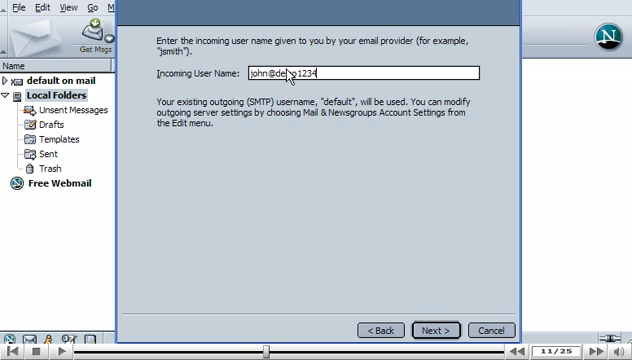 File Edit View Go M
Get Msgs
Name
default on mail
Local Folders
Unsent Messages
Drafts
Templates
Sent
Trash
Free Webmail
Enter the incoming user name given to you by your email provider (for example,
"jsmith").
Incoming User Name: john@demo1234
Your existing outgoing (SMTP) username, "default", will be used. You can modify
outgoing server settings by choosing Mail & Newsgroups Account Settings from
the Edit menu.
< Back Next > Cancel
N
11/25